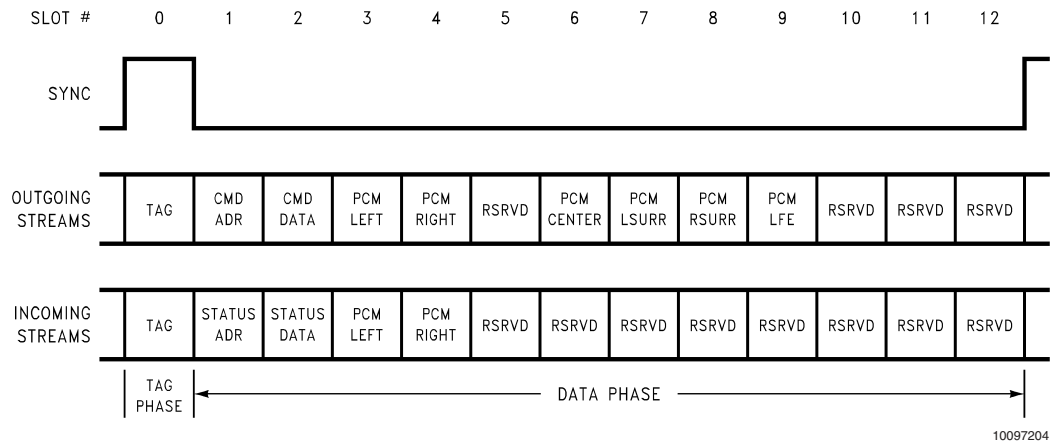 SLOT # 0 1 2 3 4 5 6 7 8 9 10 11 12
SYNC
OUTGOING STREAMS
TAG
CMD ADR
CMD DATA
PCM LEFT
PCM RIGHT
RSRVD
PCM CENTER
PCM LSURR
PCM RSURR
PCM LFE
RSRVD
RSRVD
RSRVD
INCOMING STREAMS
TAG
STATUS ADR
STATUS DATA
PCM LEFT
PCM RIGHT
RSRVD
RSRVD
RSRVD
RSRVD
RSRVD
RSRVD
RSRVD
RSRVD
TAG PHASE
DATA PHASE
10097204